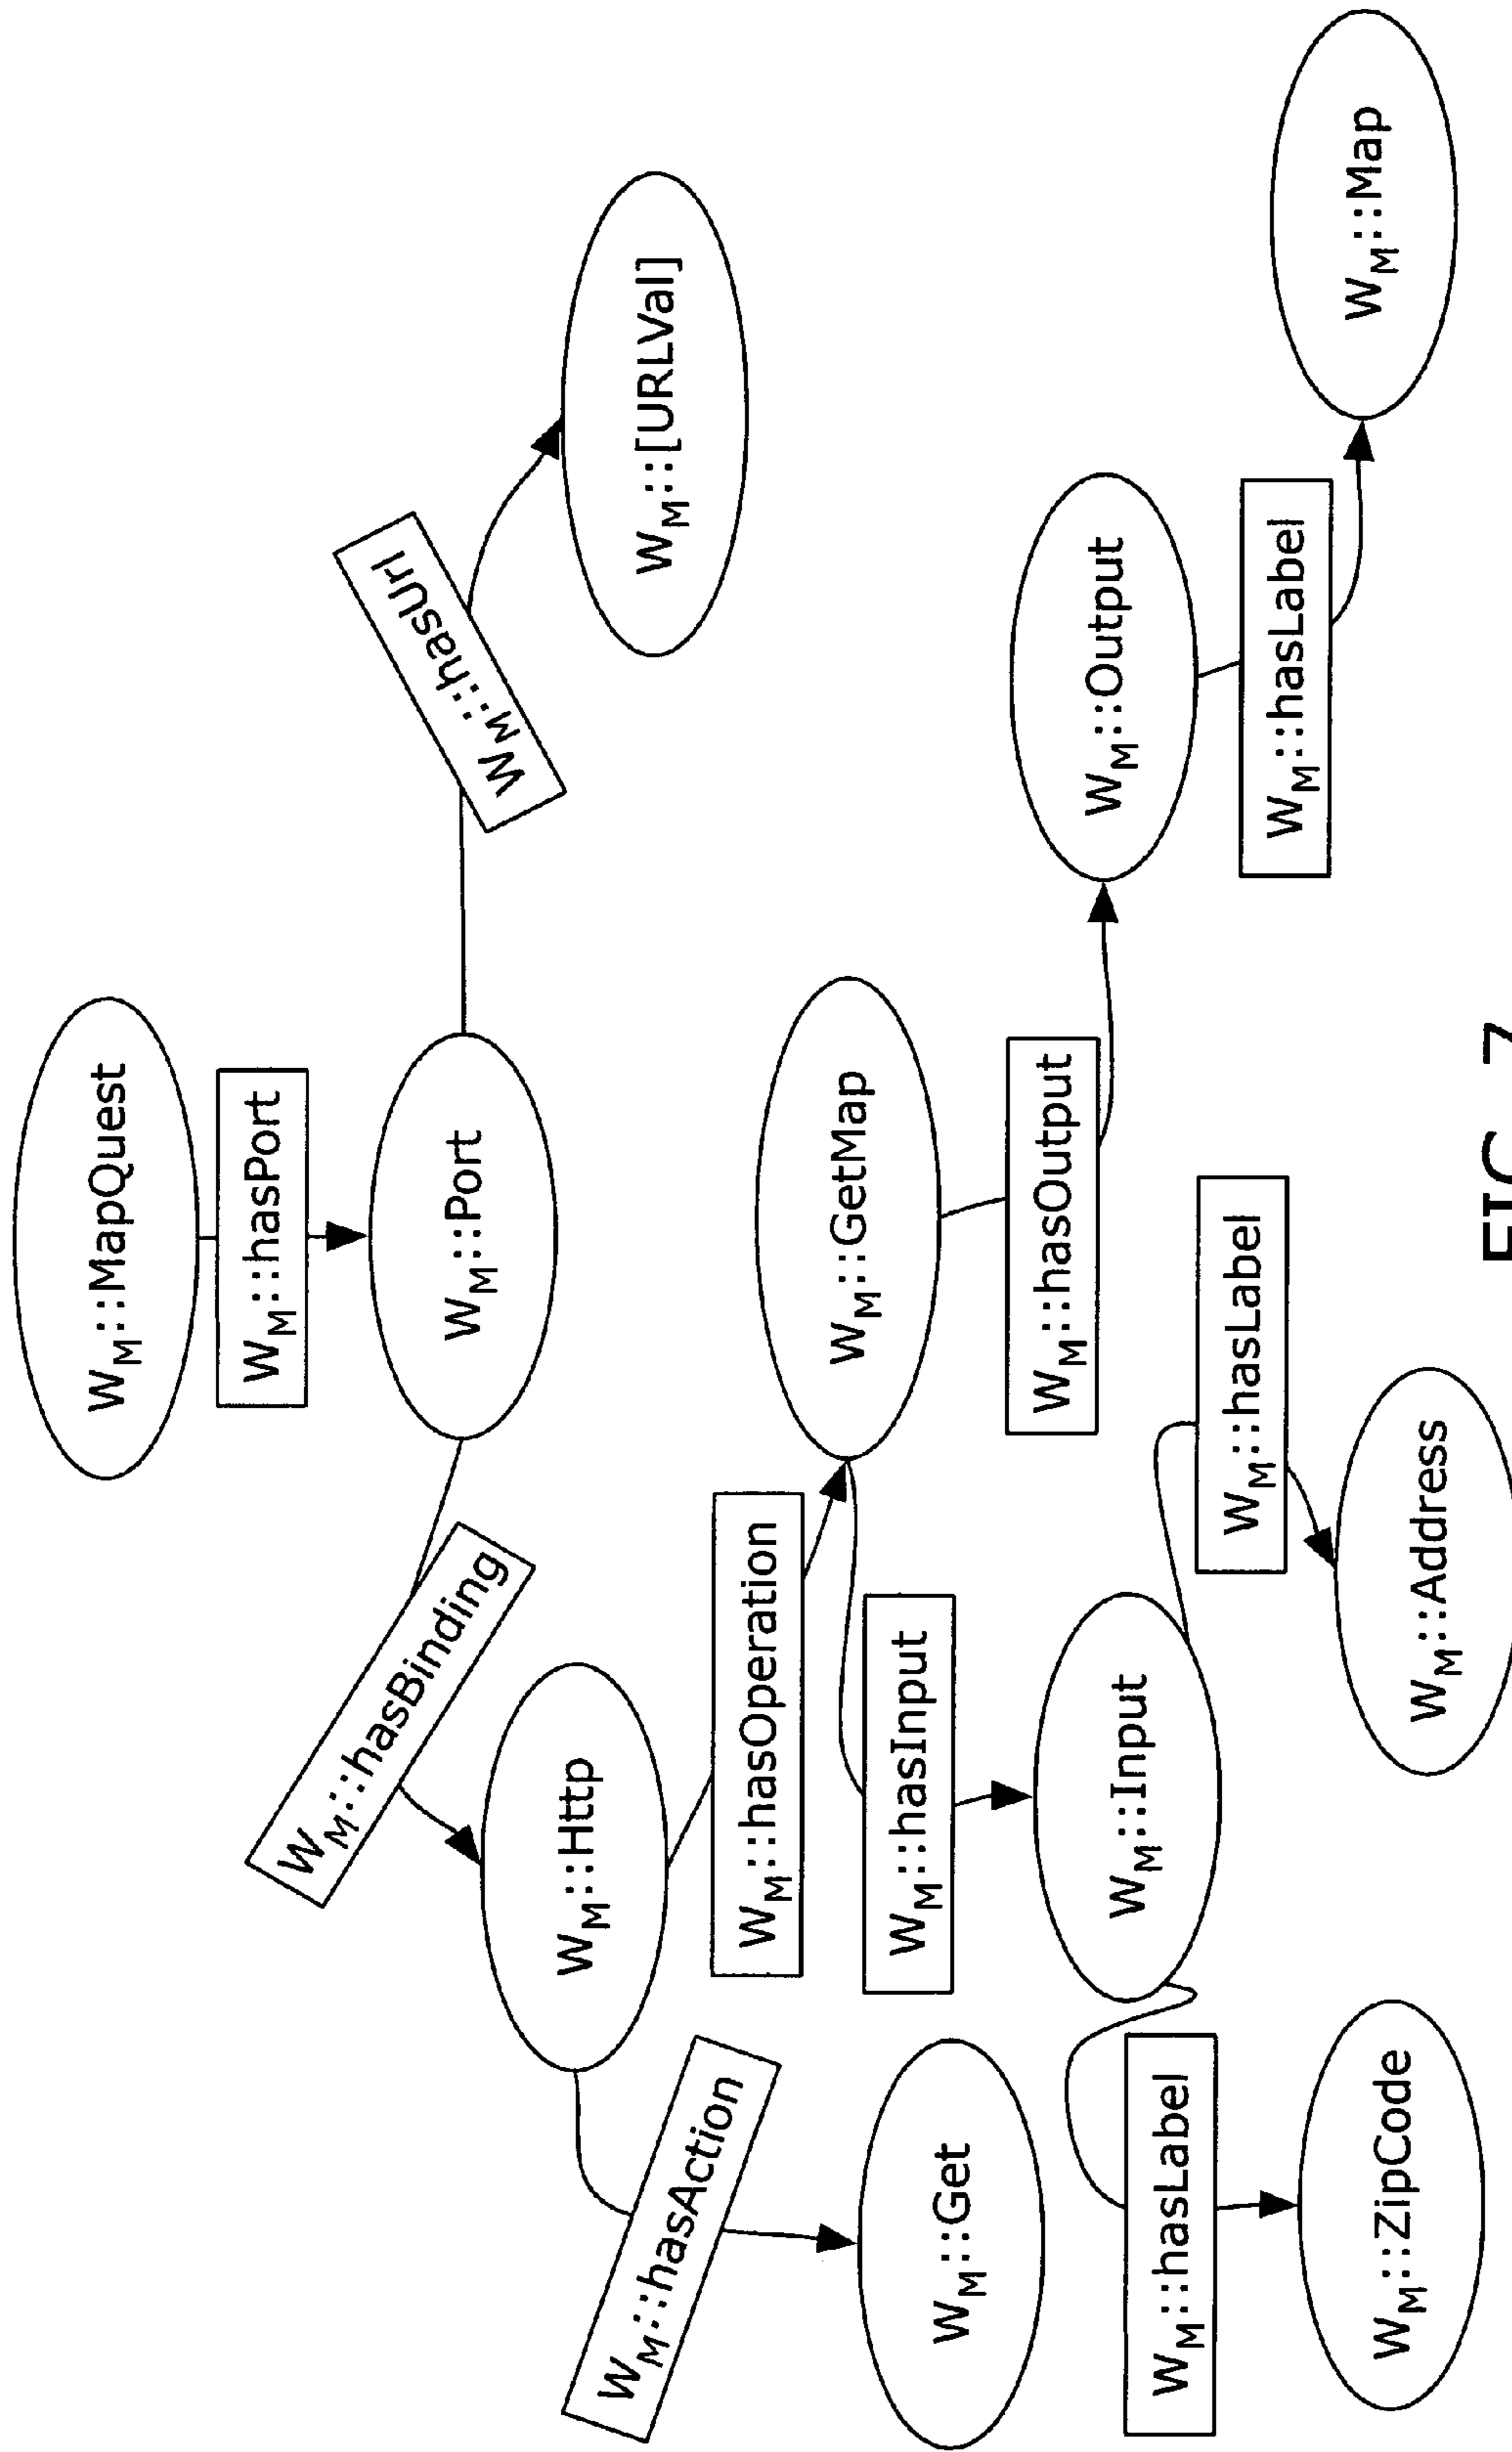 W_M::MapQuest
W_M::hasPort
W_M::Port
W_M::hasBinding
W_M::hasUrl
W_M::Http
W_M::[URLVal]
W_M::hasAction
W_M::hasOperation
W_M::GetMap
W_M::Get
W_M::hasInput
W_M::hasOutput
W_M::Output
W_M::Input
W_M::hasLabel
W_M::hasLabel
W_M::hasLabel
W_M::Map
W_M::ZipCode
W_M::Address
FIG. 7